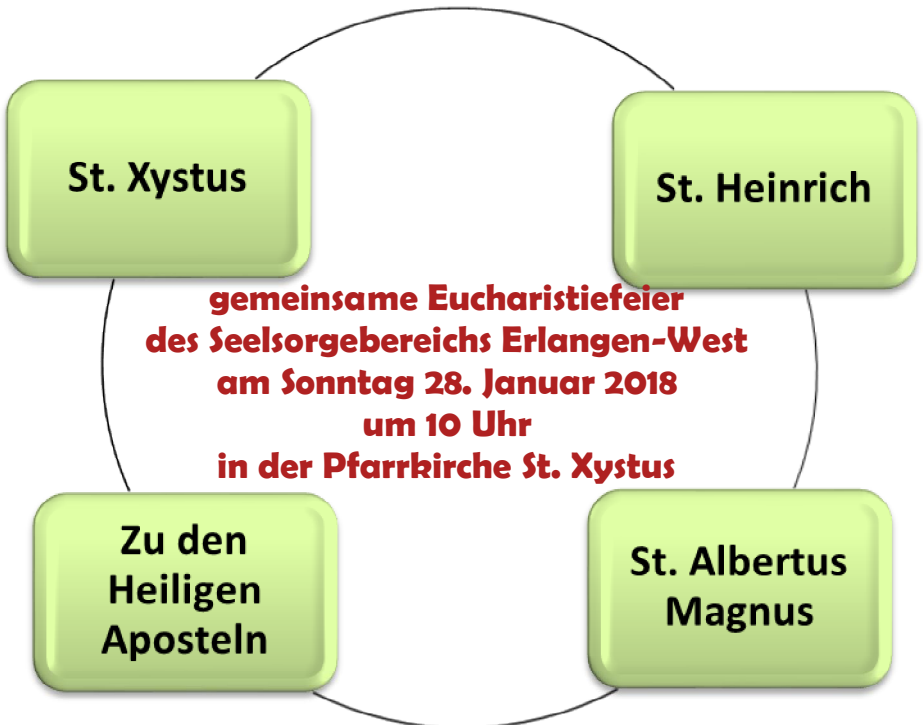 St. Xystus
St. Heinrich
gemeinsame Eucharistiefeier
des Seelsorgebereichs Erlangen-West
am Sonntag 28. Januar 2018
um 10 Uhr
in der Pfarrkirche St. Xystus
Zu den
Heiligen
Aposteln
St. Albertus
Magnus